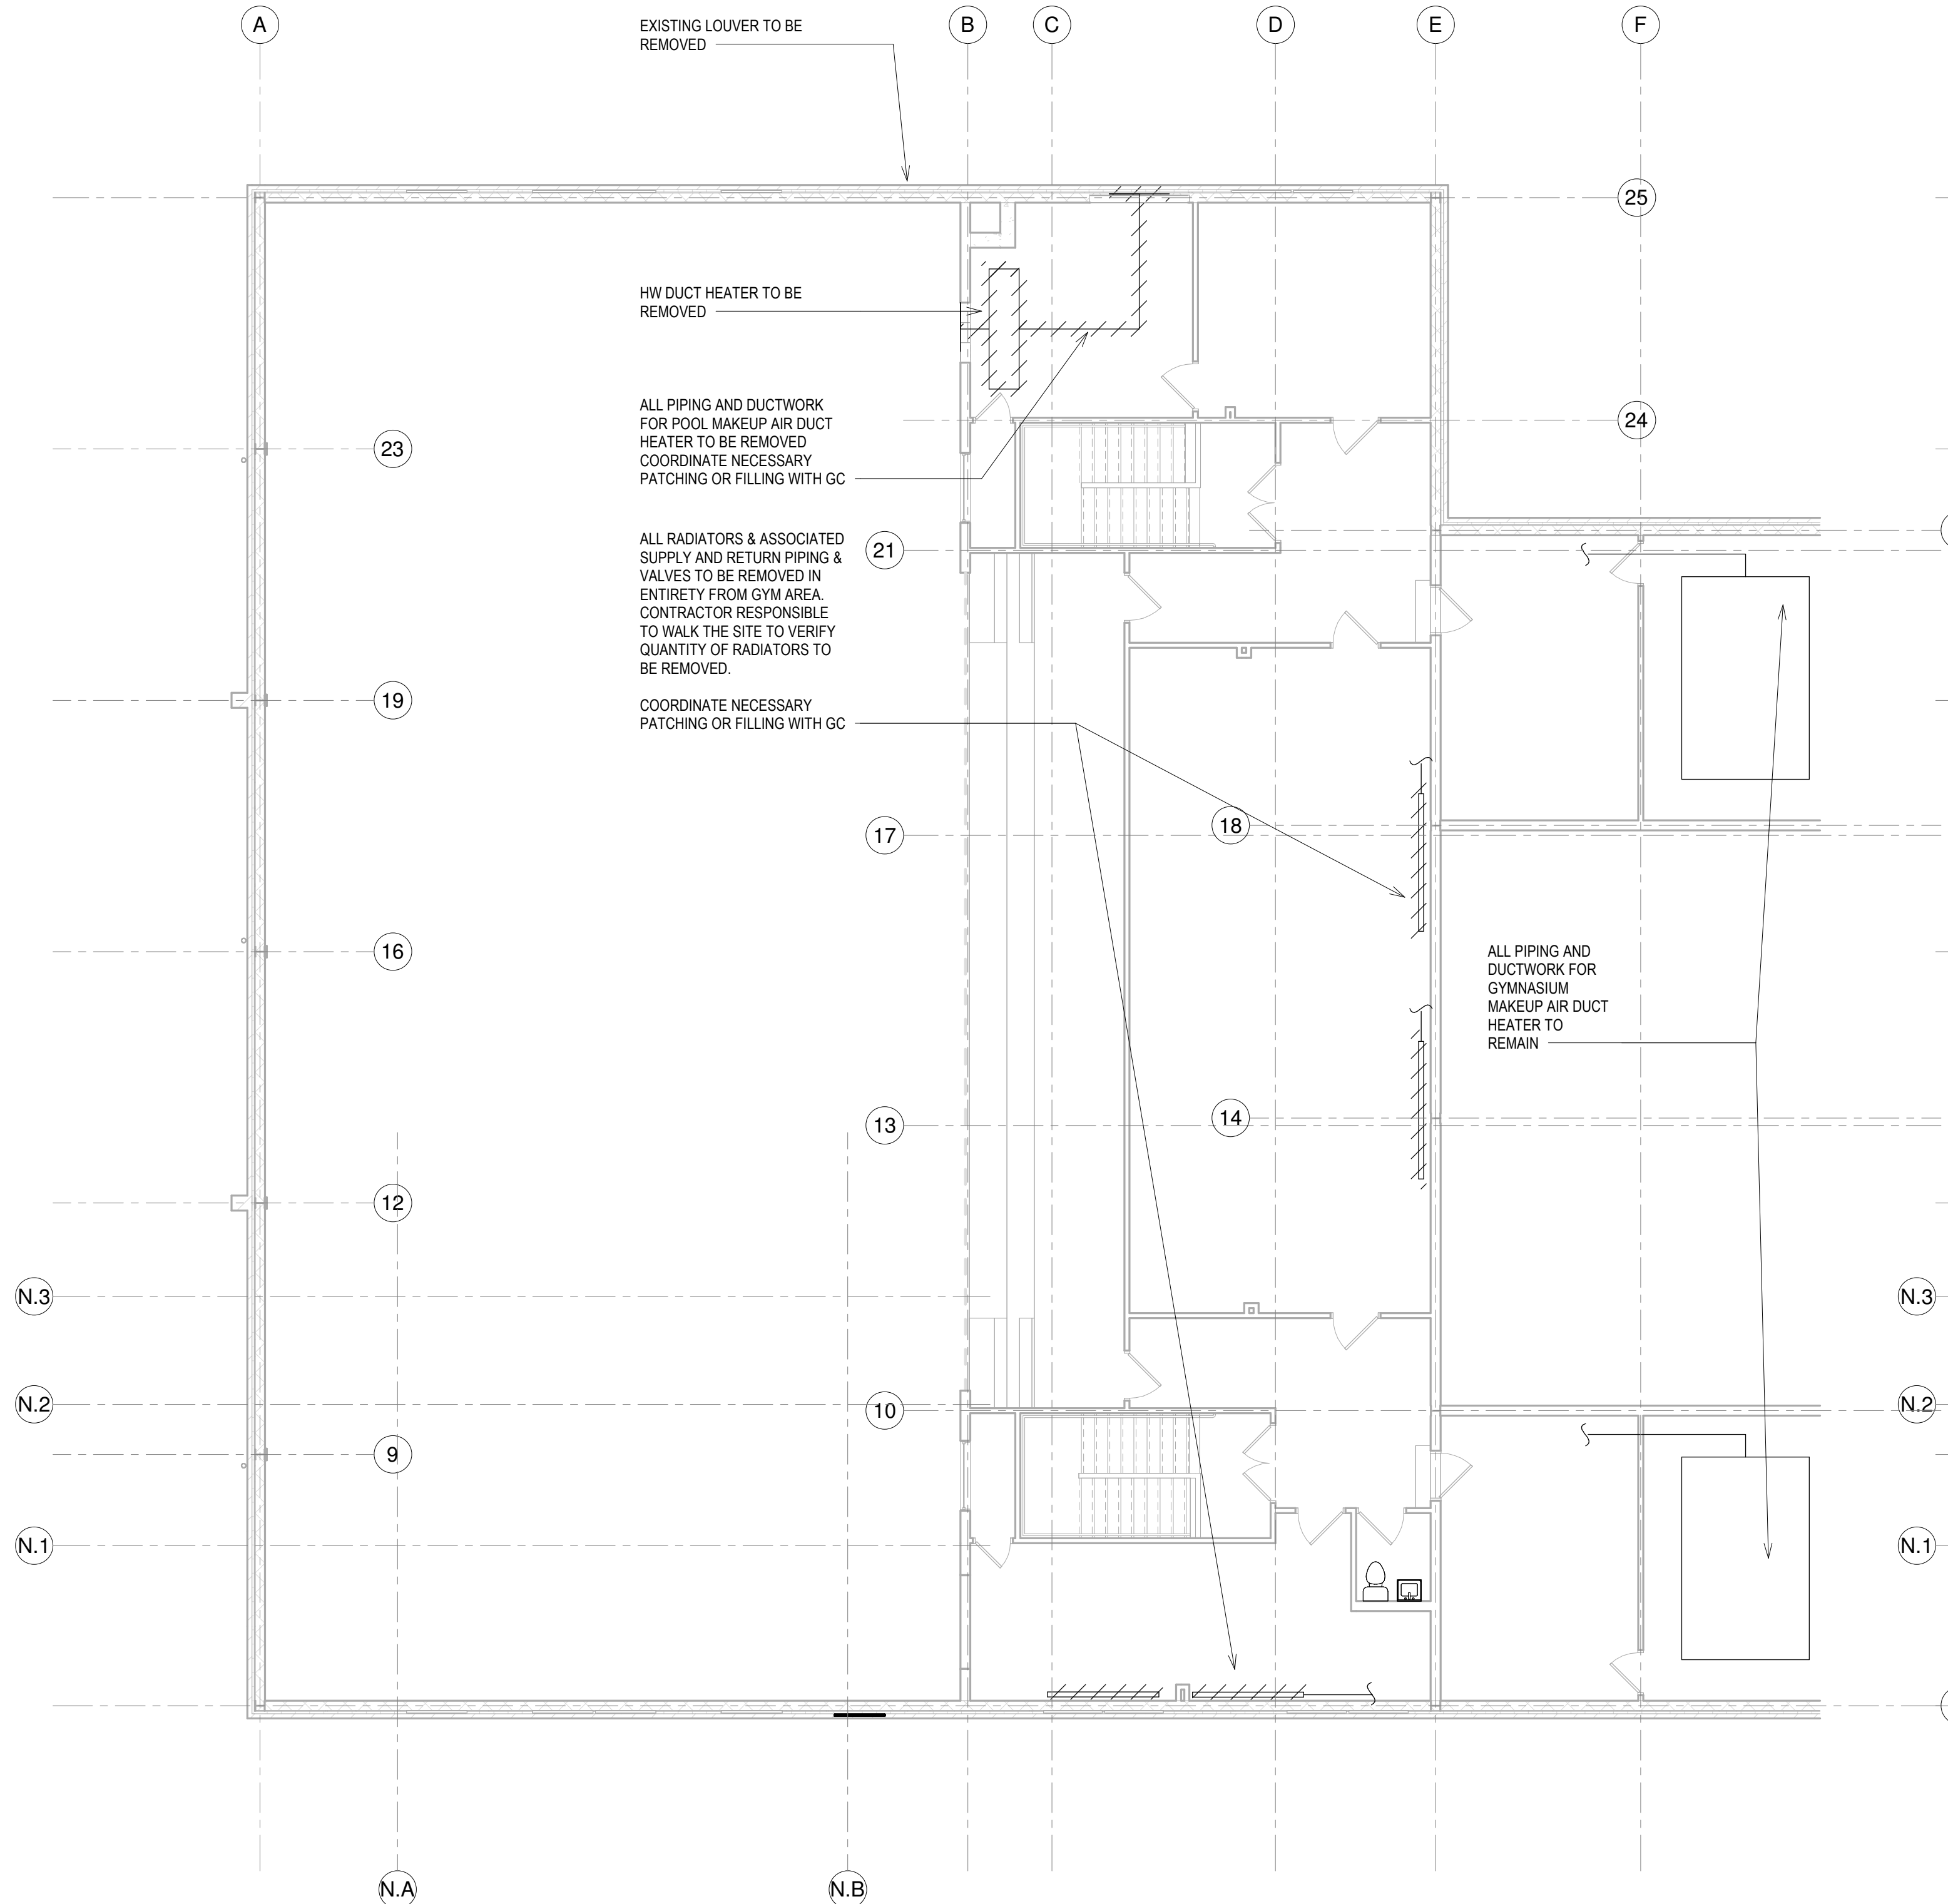 A
B
C
D
E
F
EXISTING LOUVER TO BE
REMOVED
25
HW DUCT HEATER TO BE
REMOVED
ALL PIPING AND DUCTWORK
FOR POOL MAKEUP AIR DUCT
HEATER TO BE REMOVED
COORDINATE NECESSARY
PATCHING OR FILLING WITH GC
24
23
ALL RADIATORS & ASSOCIATED
SUPPLY AND RETURN PIPING &
VALVES TO BE REMOVED IN
ENTIRETY FROM GYM AREA.
CONTRACTOR RESPONSIBLE
TO WALK THE SITE TO VERIFY
QUANTITY OF RADIATORS TO
BE REMOVED.
21
COORDINATE NECESSARY
PATCHING OR FILLING WITH GC
19
18
17
16
ALL PIPING AND
DUCTWORK FOR
GYMNASIUM
MAKEUP AIR DUCT
HEATER TO
REMAIN
14
13
12
N.3
N.3
N.2
N.2
10
9
N.1
N.1
N.A
N.B